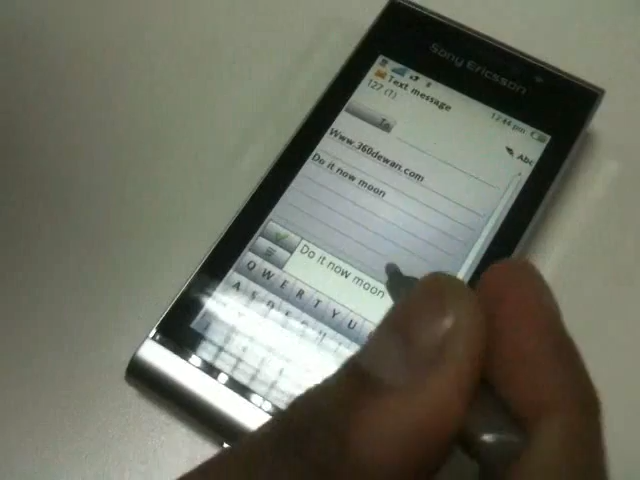 Sony Ericsson
12:44 pm
Text message
127 (1)
Abc
To
Www.360dewan.com
Do it now moon
Do it now moon
Q W E R T Y U
A S D F G H